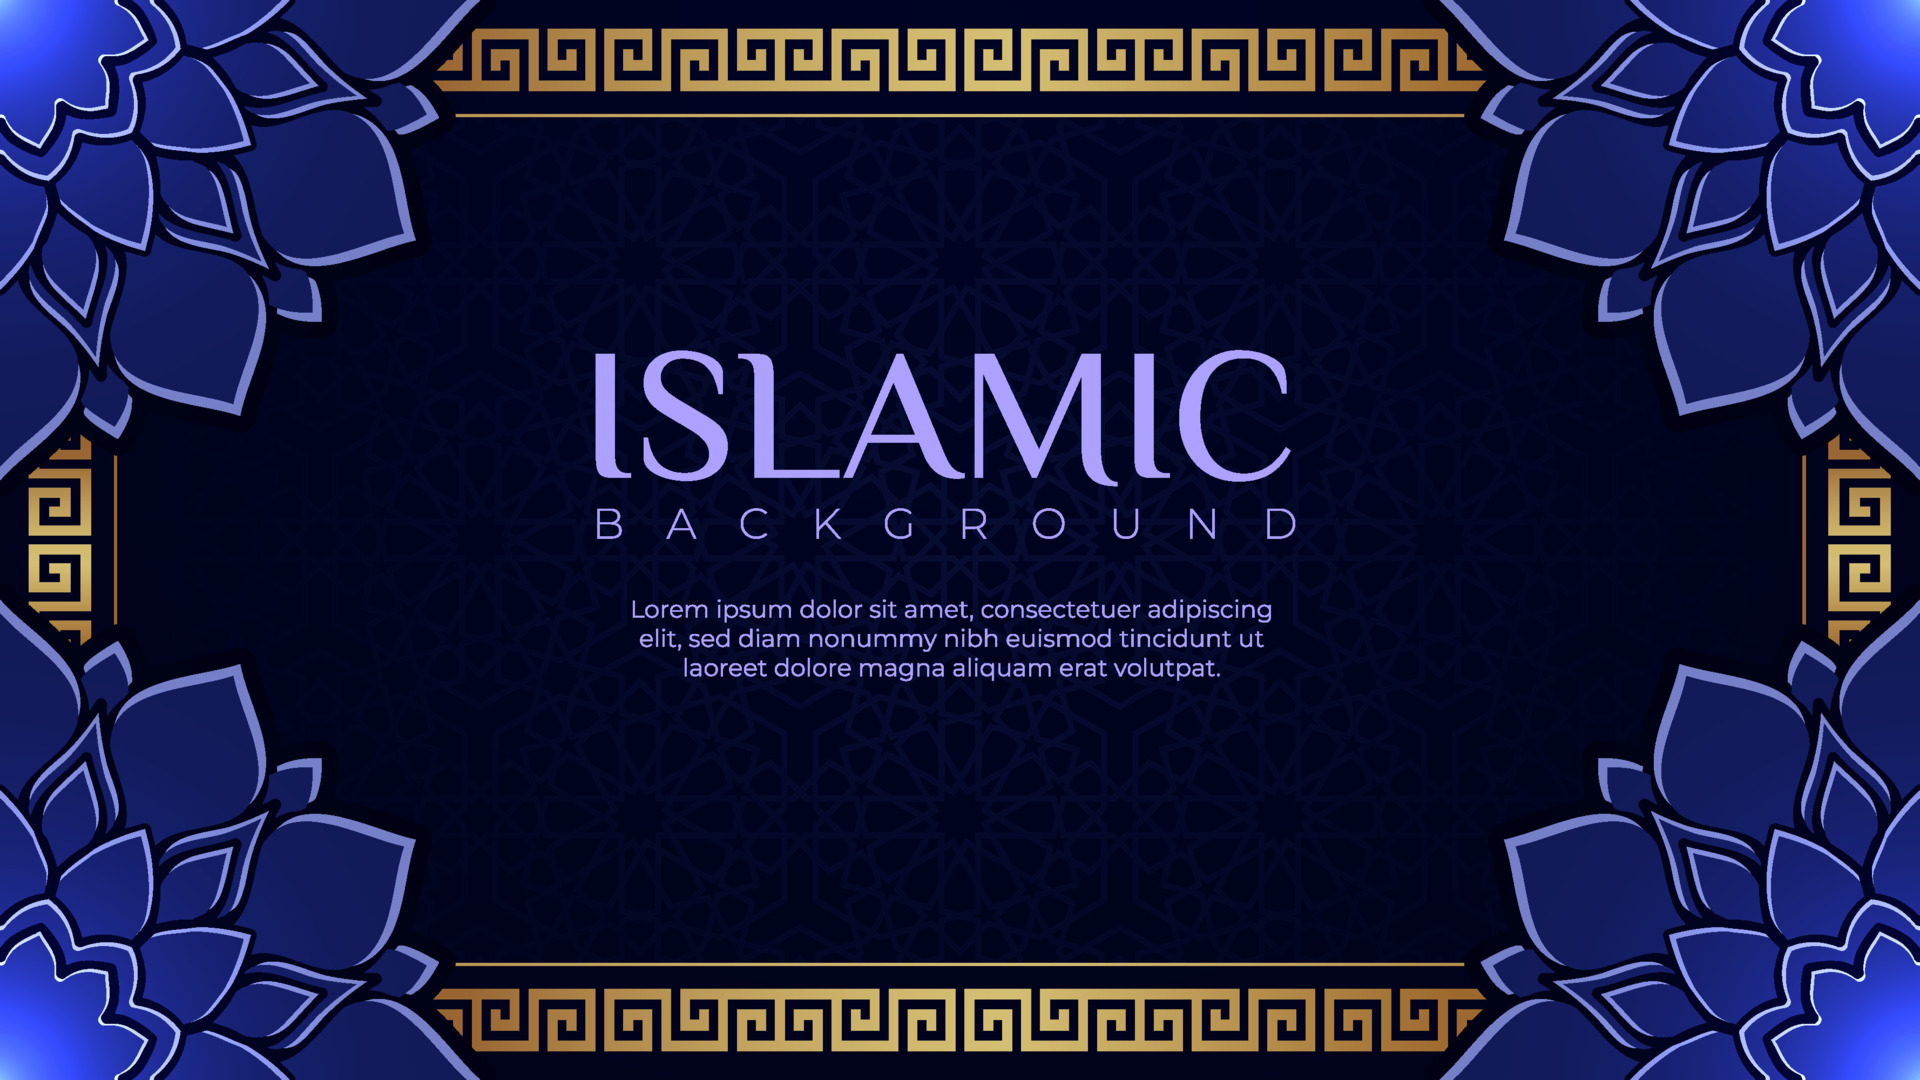 ISLAMIC
BACKGROUND
Lorem ipsum dolor sit amet, consectetuer adipiscing
elit, sed diam nonummy nibh euismod tincidunt ut
laoreet dolore magna aliquam erat volutpat.